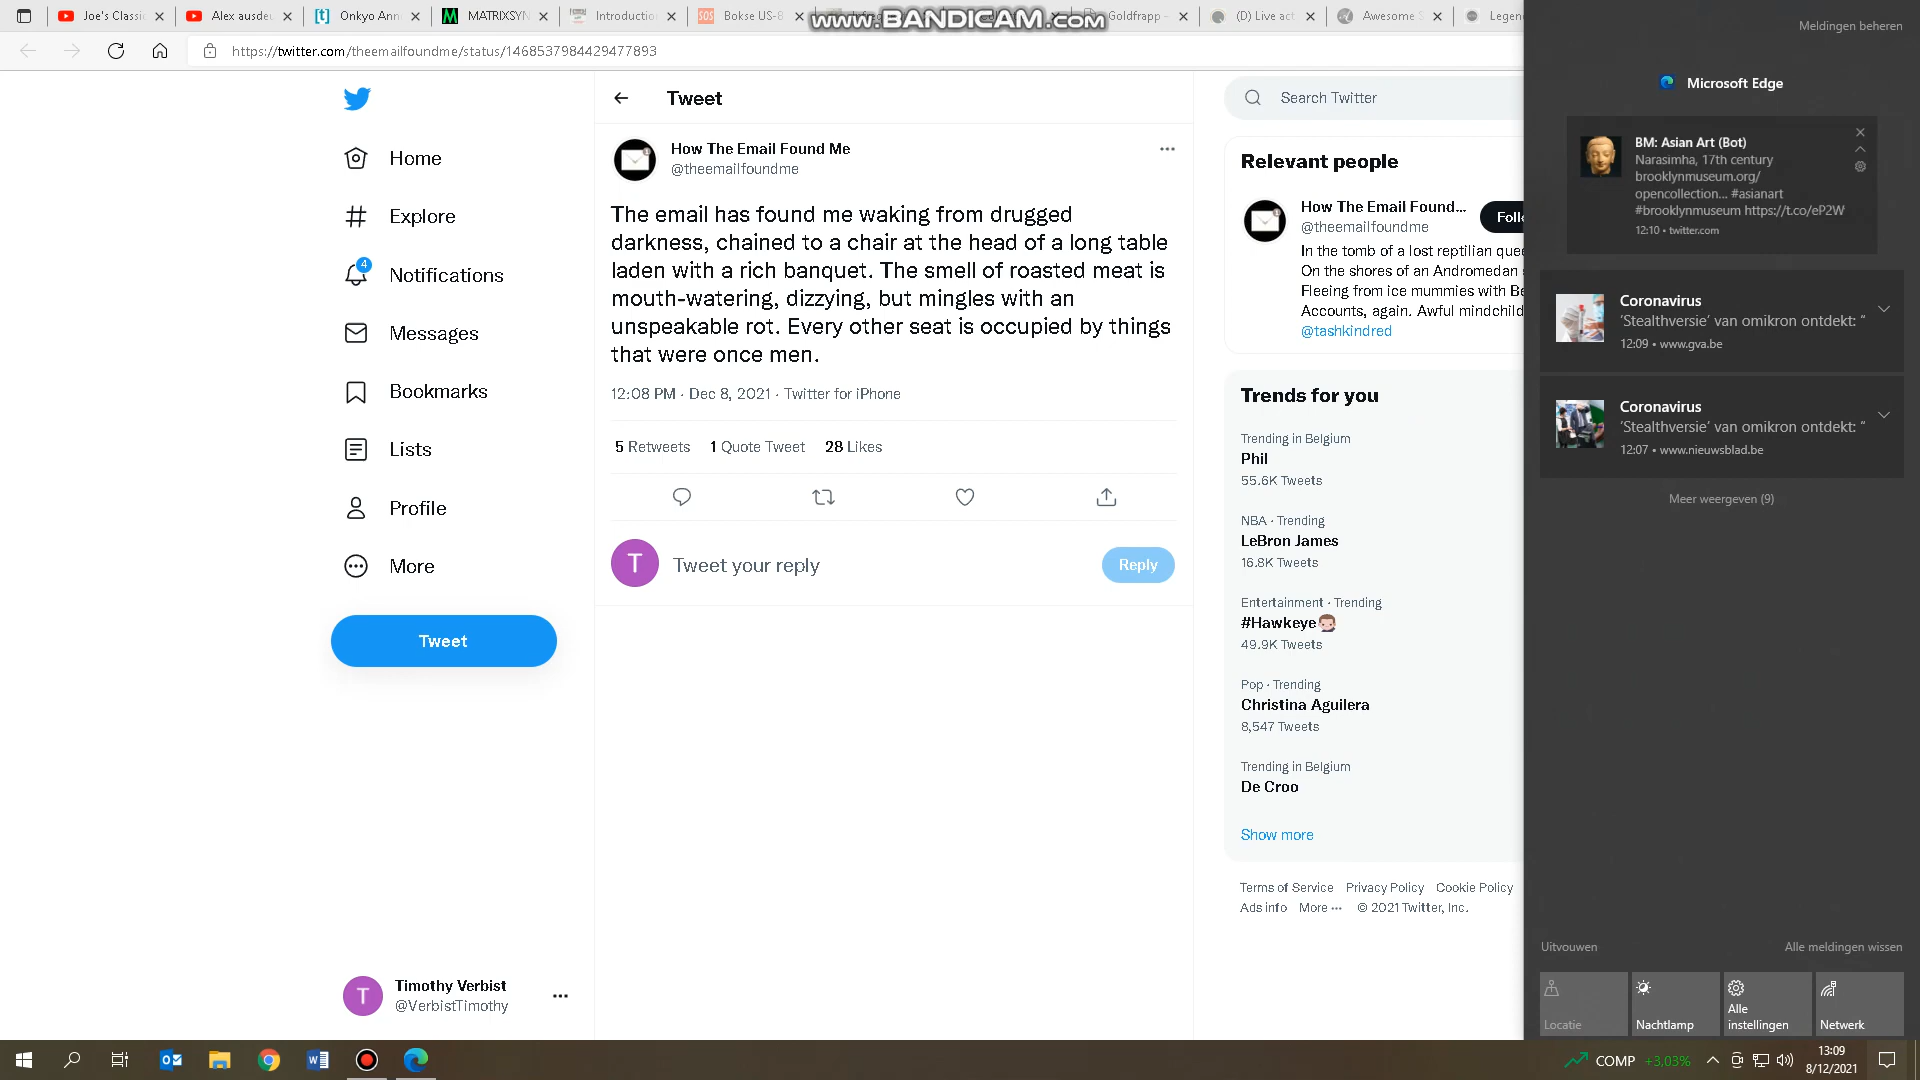 Joe's Classi
Alex ausdeu
Onkyo Ann
MATRIXSYN
Introduction
Bokse US-B
Goldfrapp –
(D) Live act
Awesome S
Legend
www.BANDICAM.com
https://twitter.com/theemailfoundme/status/1468537984429477893
Home
Explore
4
Notifications
Messages
Bookmarks
Lists
Profile
More
Tweet
T
Timothy Verbist
@VerbistTimothy
Tweet
How The Email Found Me
@theemailfoundme
The email has found me waking from drugged
darkness, chained to a chair at the head of a long table
laden with a rich banquet. The smell of roasted meat is
mouth-watering, dizzying, but mingles with an
unspeakable rot. Every other seat is occupied by things
that were once men.
12:08 PM · Dec 8, 2021 · Twitter for iPhone
5 Retweets 1 Quote Tweet 28 Likes
T
Tweet your reply
Reply
Search Twitter
Relevant people
How The Email Found...
@theemailfoundme
Follo
In the tomb of a lost reptilian quee
On the shores of an Andromedan
Fleeing from ice mummies with Be
Accounts, again. Awful mindchild
@tashkindred
Trends for you
Trending in Belgium
Phil
55.6K Tweets
NBA · Trending
LeBron James
16.8K Tweets
Entertainment · Trending
#Hawkeye
49.9K Tweets
Pop · Trending
Christina Aguilera
8,547 Tweets
Trending in Belgium
De Croo
Show more
Terms of Service Privacy Policy Cookie Policy
Ads info More ··· © 2021 Twitter, Inc.
Meldingen beheren
Microsoft Edge
BM: Asian Art (Bot)
Narasimha, 17th century
brooklynmuseum.org/
opencollection... #asianart
#brooklynmuseum https://t.co/eP2W
12:10 • twitter.com
Coronavirus
'Stealthversie' van omikron ontdekt: “
12:09 • www.gva.be
Coronavirus
'Stealthversie' van omikron ontdekt: “
12:07 • www.nieuwsblad.be
Meer weergeven (9)
Uitvouwen
Alle meldingen wissen
Locatie
Nachtlamp
Alle
instellingen
Netwerk
COMP +3,03%
13:09
8/12/2021